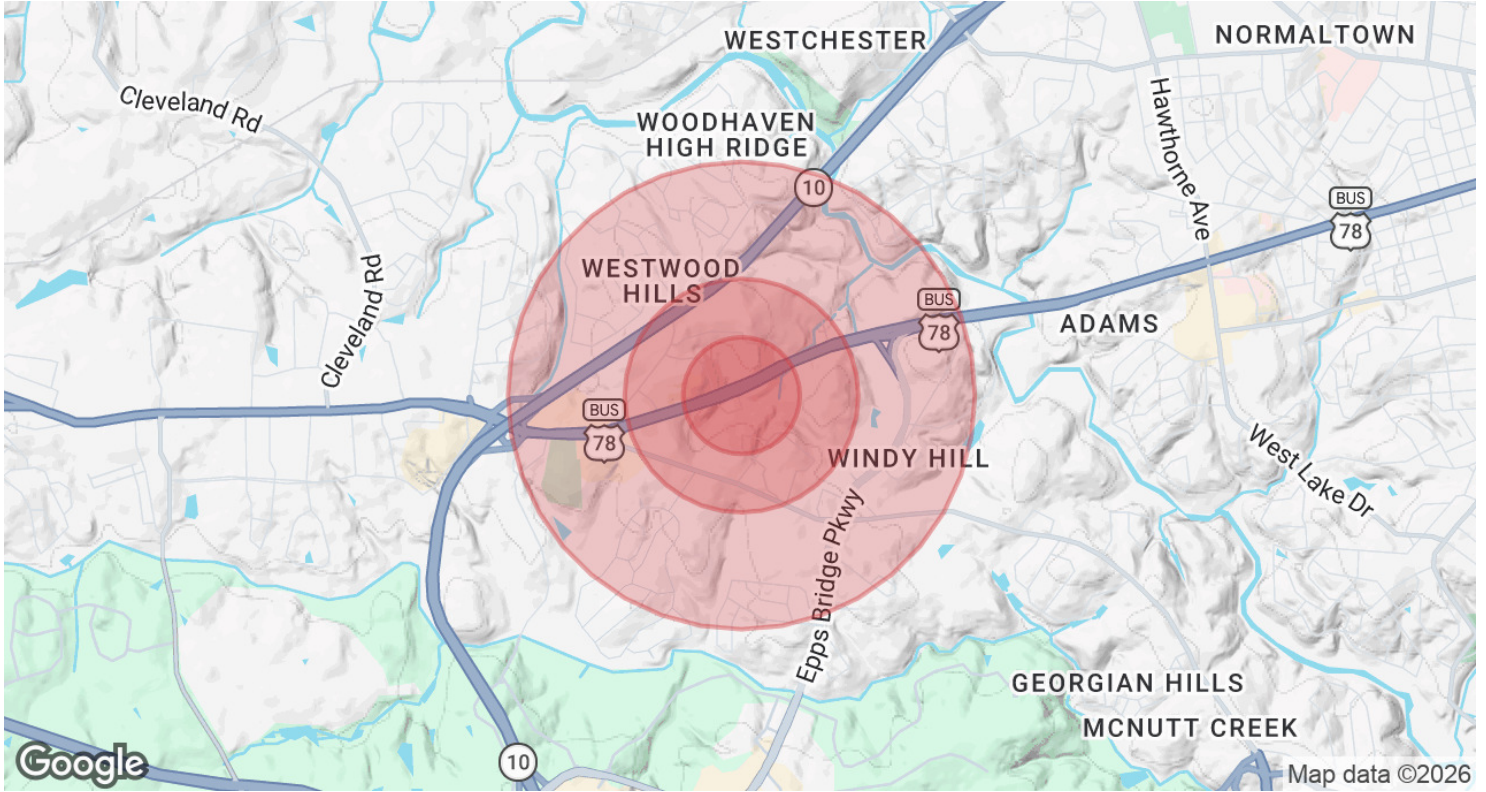 WESTCHESTER
NORMALTOWN
Cleveland Rd
Hawthorne Ave
WOODHAVEN
HIGH RIDGE
10
BUS
78
WESTWOOD
HILLS
Cleveland Rd
BUS
78
ADAMS
BUS
78
WINDY HILL
West Lake Dr
Epps Bridge Pkwy
GEORGIAN HILLS
MCNUTT CREEK
10
Google
Map data ©2026